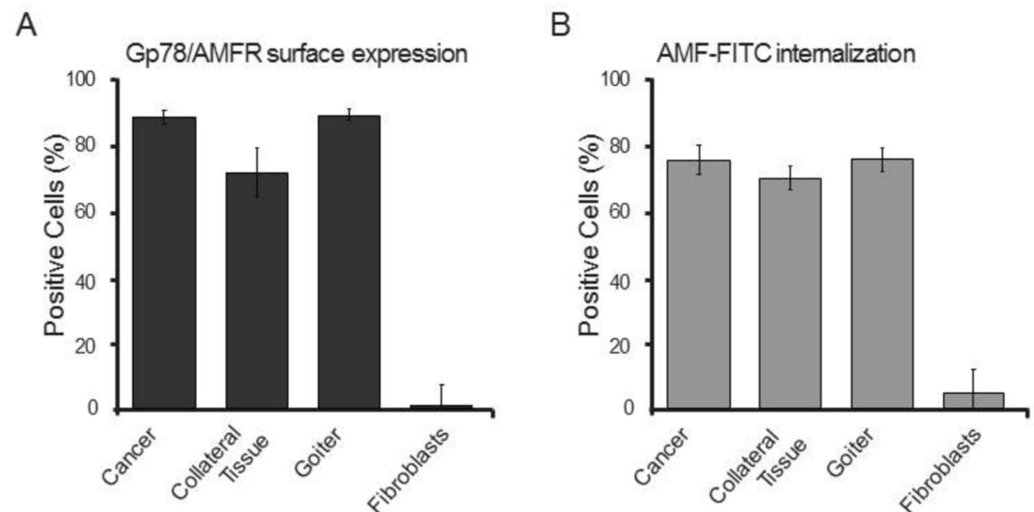 A
Gp78/AMFR surface expression
Positive Cells (%)
100
80
60
40
20
0
Cancer
Collateral
Tissue
Goiter
Fibroblasts
B
AMF-FITC internalization
Positive Cells (%)
100
80
60
40
20
0
Cancer
Collateral
Tissue
Goiter
Fibroblasts